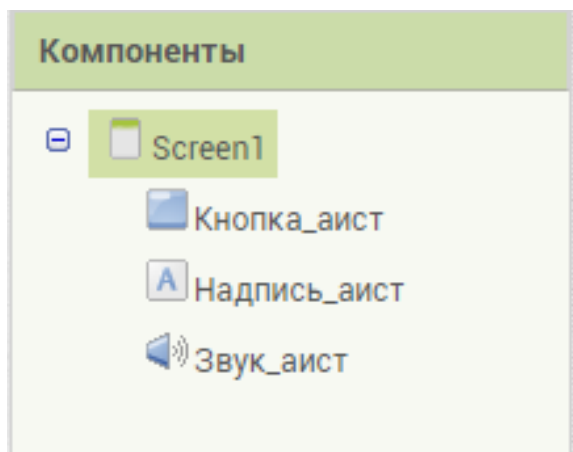 Компоненты
Screen1
Кнопка_аист
A
Надпись_аист
Звук_аист